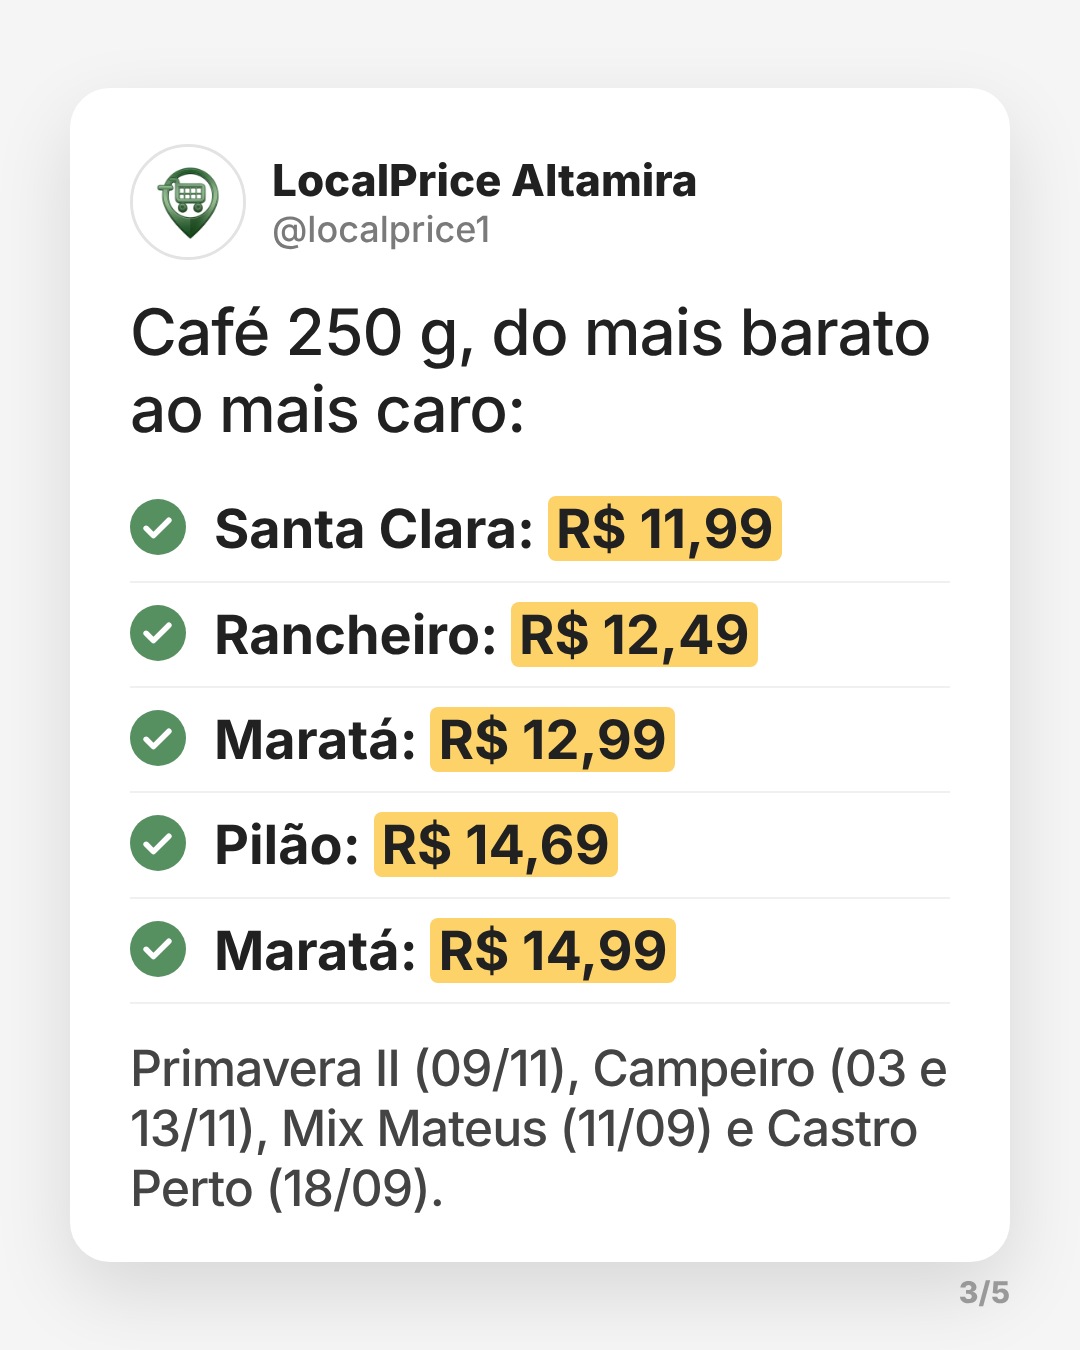 LocalPrice Altamira
@localprice1
Café 250 g, do mais barato
ao mais caro:
Santa Clara: R$ 11,99
Rancheiro: R$ 12,49
Maratá: R$ 12,99
Pilão: R$ 14,69
Maratá: R$ 14,99
Primavera II (09/11), Campeiro (03 e
13/11), Mix Mateus (11/09) e Castro
Perto (18/09).
3/5